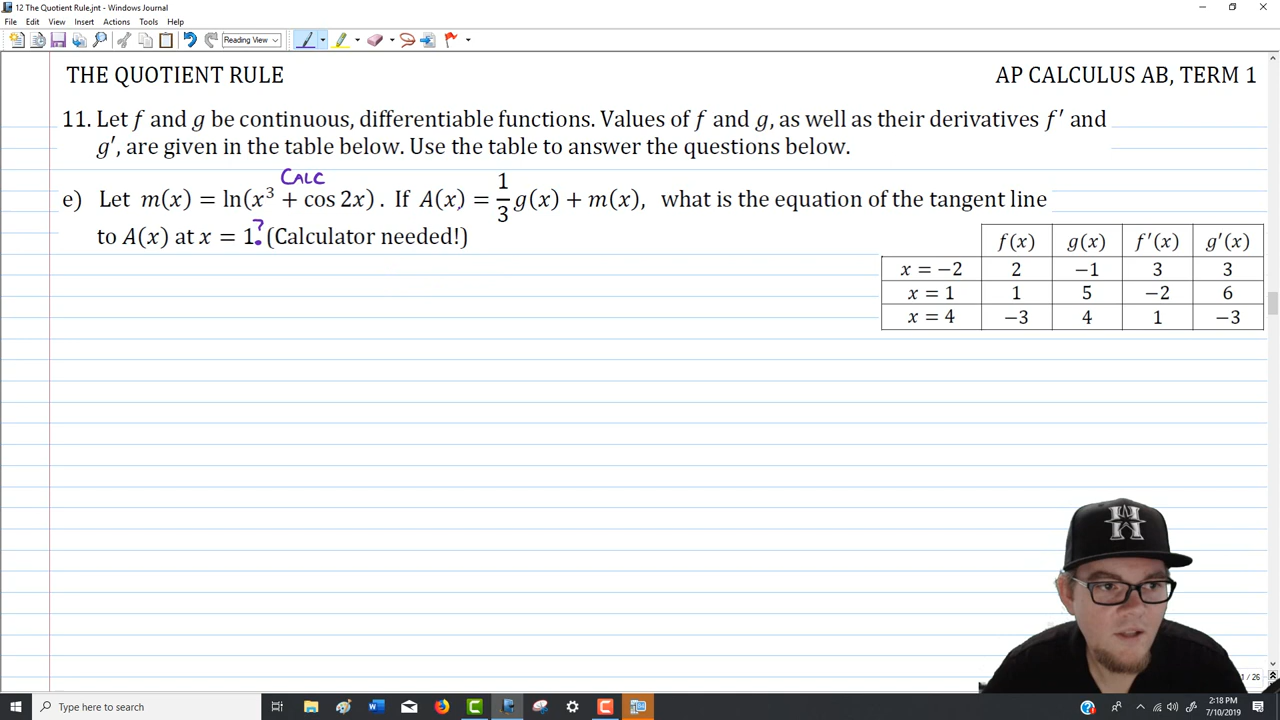 12 The Quotient Rule.jnt - Windows Journal
File Edit View Insert Actions Tools Help
Reading View
THE QUOTIENT RULE AP CALCULUS AB, TERM 1
11. Let f and g be continuous, differentiable functions. Values of f and g, as well as their derivatives f′ and
g′, are given in the table below. Use the table to answer the questions below.
CALC
e) Let m(x) = ln(x³ + cos 2x) . If A(x) = 1/3 g(x) + m(x), what is the equation of the tangent line
to A(x) at x = 1? (Calculator needed!)
f(x) g(x) f′(x) g′(x)
x = −2 2 −1 3 3
x = 1 1 5 −2 6
x = 4 −3 4 1 −3
H
1 / 26
Type here to search
2:18 PM
7/10/2019